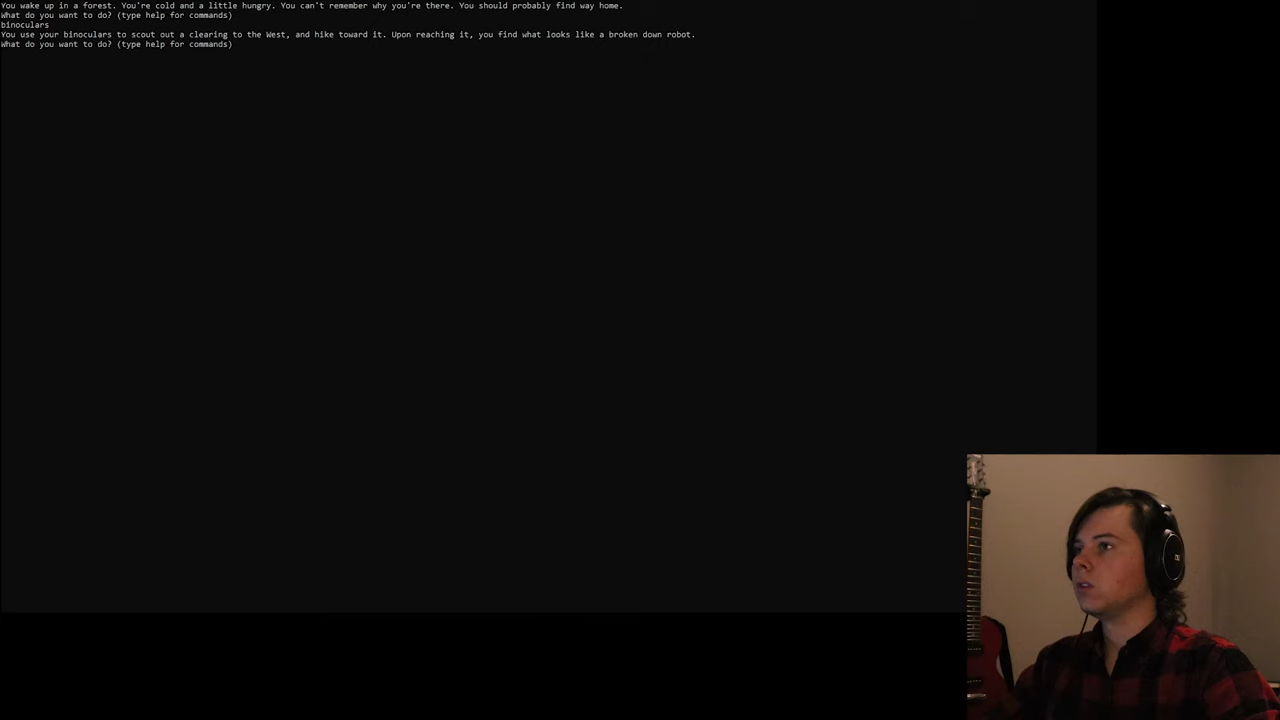 You wake up in a forest. You're cold and a little hungry. You can't remember why you're there. You should probably find way home.
What do you want to do? (type help for commands)
binoculars
You use your binoculars to scout out a clearing to the West, and hike toward it. Upon reaching it, you find what looks like a broken down robot.
What do you want to do? (type help for commands)